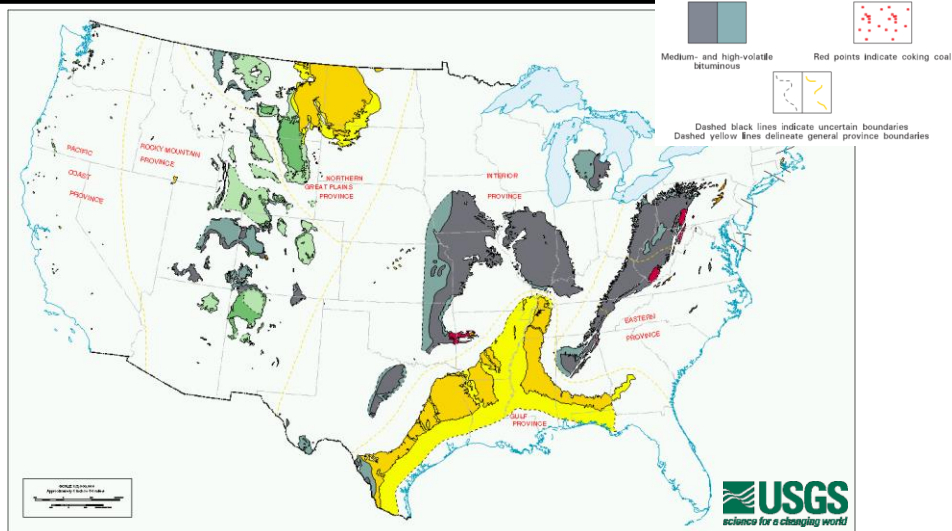 Medium- and high-volatile
bituminous
Red points indicate coking coal
Dashed black lines indicate uncertain boundaries
Dashed yellow lines delineate general province boundaries
PACIFIC
COAST
PROVINCE
ROCKY MOUNTAIN
PROVINCE
NORTHERN
GREAT PLAINS
PROVINCE
INTERIOR
PROVINCE
EASTERN
PROVINCE
GULF
PROVINCE
USGS
science for a changing world